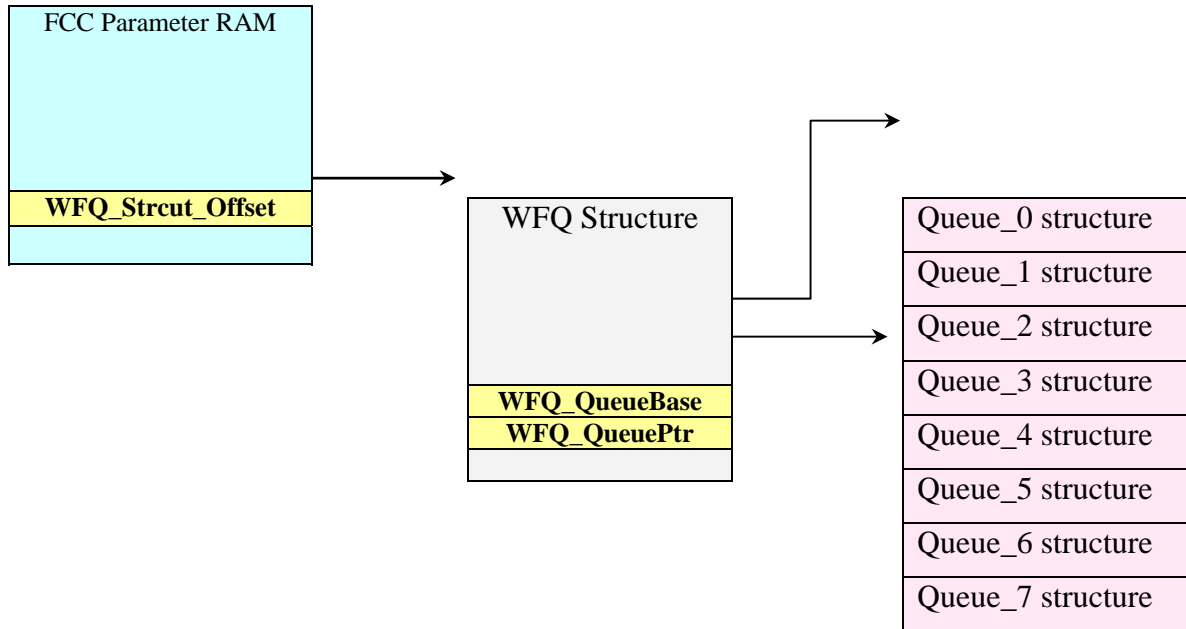 FCC Parameter RAM
WFQ_Strcut_Offset
WFQ Structure
WFQ_QueueBase
WFQ_QueuePtr
Queue_0 structure
Queue_1 structure
Queue_2 structure
Queue_3 structure
Queue_4 structure
Queue_5 structure
Queue_6 structure
Queue_7 structure